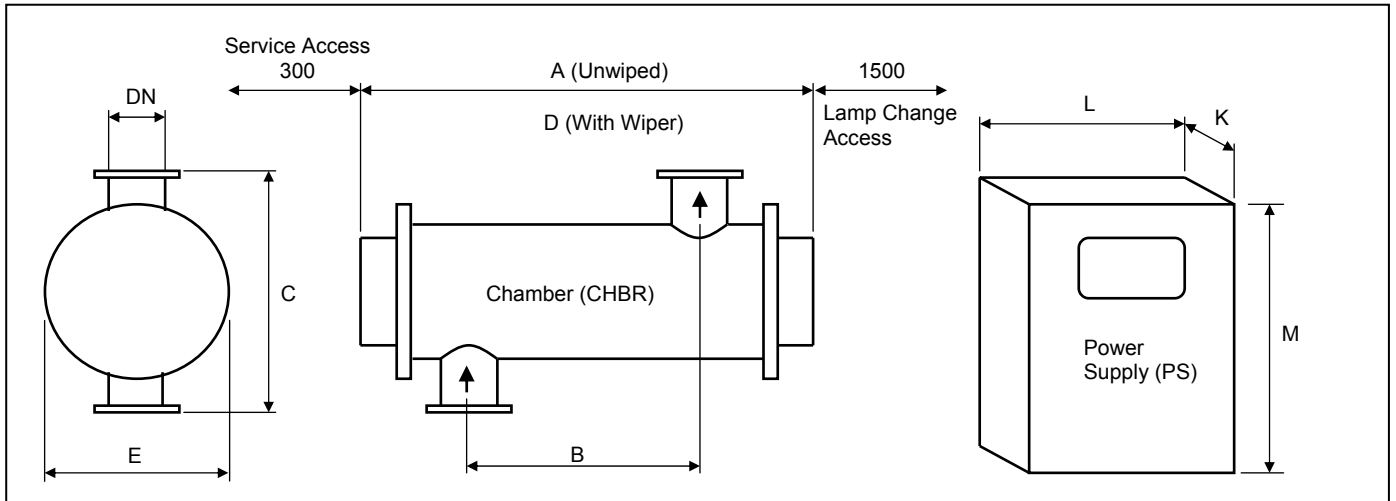 Service Access
300
A (Unwiped)
1500
DN
D (With Wiper)
Lamp Change
Access
L
K
C
Chamber (CHBR)
Power
Supply (PS)
M
B
E